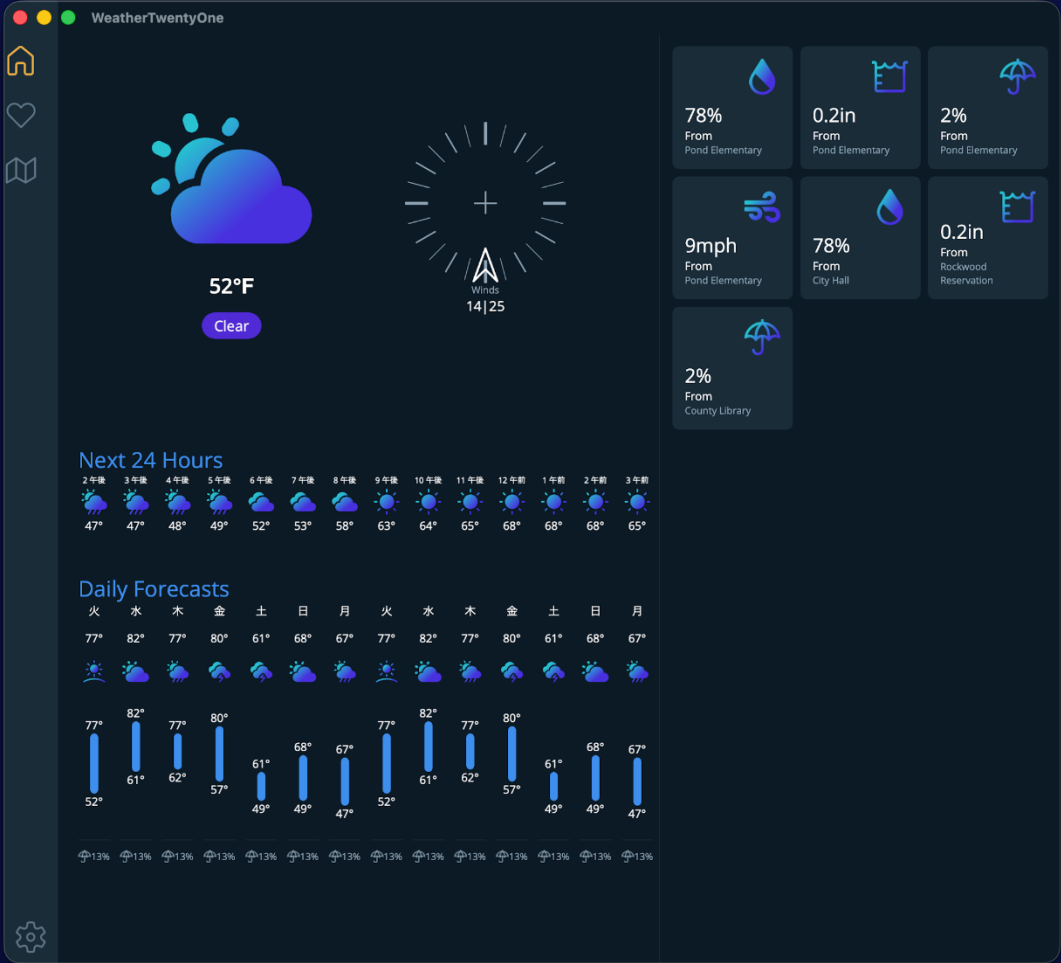 WeatherTwentyOne
52°F
Clear
Winds
14|25
78%
From
Pond Elementary
0.2in
From
Pond Elementary
2%
From
Pond Elementary
9mph
From
Pond Elementary
78%
From
City Hall
0.2in
From
Rockwood
Reservation
2%
From
County Library
Next 24 Hours
2 午後 3 午後 4 午後 5 午後 6 午後 7 午後 8 午後 9 午後 10 午後 11 午後 12 午前 1 午前 2 午前 3 午前
47° 47° 48° 49° 52° 53° 58° 63° 64° 65° 68° 68° 68° 65°
Daily Forecasts
火 水 木 金 土 日 月 火 水 木 金 土 日 月
77° 82° 77° 80° 61° 68° 67° 77° 82° 77° 80° 61° 68° 67°
77° 82° 77° 80° 61° 68° 67° 77° 82° 77° 80° 61° 68° 67°
52° 61° 62° 57° 49° 49° 47° 52° 61° 62° 57° 49° 49° 47°
13% 13% 13% 13% 13% 13% 13% 13% 13% 13% 13% 13% 13% 13%